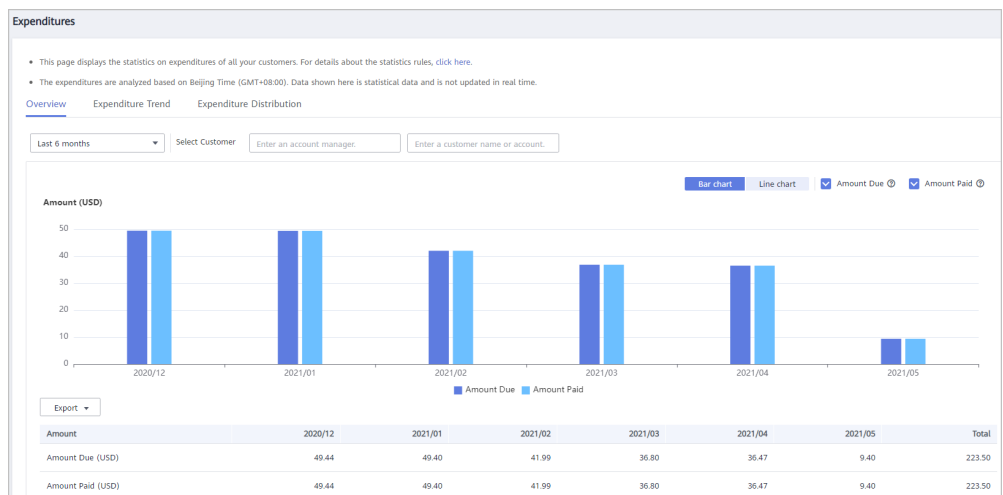 Expenditures
• This page displays the statistics on expenditures of all your customers. For details about the statistics rules, click here.
• The expenditures are analyzed based on Beijing Time (GMT+08:00). Data shown here is statistical data and is not updated in real time.
Overview Expenditure Trend Expenditure Distribution
Last 6 months Select Customer Enter an account manager. Enter a customer name or account.
Bar chart Line chart Amount Due ? Amount Paid ?
Amount (USD)
50
40
30
20
10
0
2020/12 2021/01 2021/02 2021/03 2021/04 2021/05
Amount Due Amount Paid
Export
Amount 2020/12 2021/01 2021/02 2021/03 2021/04 2021/05 Total
Amount Due (USD) 49.44 49.40 41.99 36.80 36.47 9.40 223.50
Amount Paid (USD) 49.44 49.40 41.99 36.80 36.47 9.40 223.50